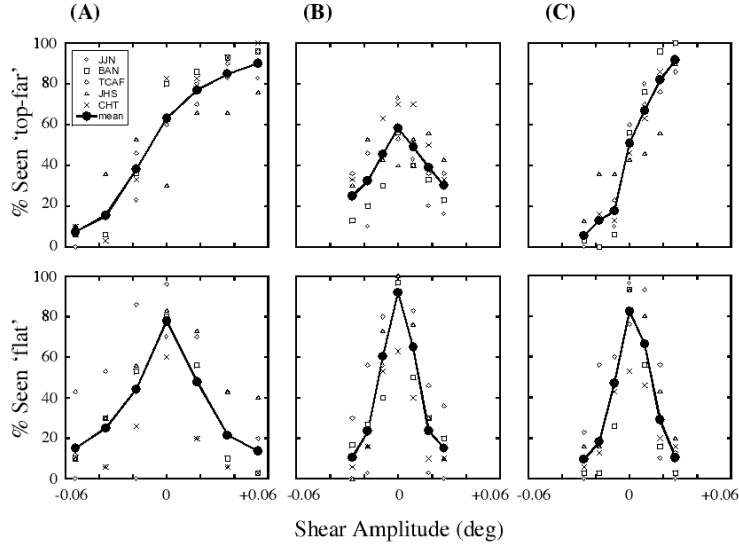 (A) (B) (C)
% Seen 'top-far'
100
80
60
40
20
0
JJN
BAN
TCAF
JHS
CHT
mean
% Seen 'flat'
100
80
60
40
20
0
-0.06 0 +0.06 -0.06 0 +0.06 -0.06 0 +0.06
Shear Amplitude (deg)